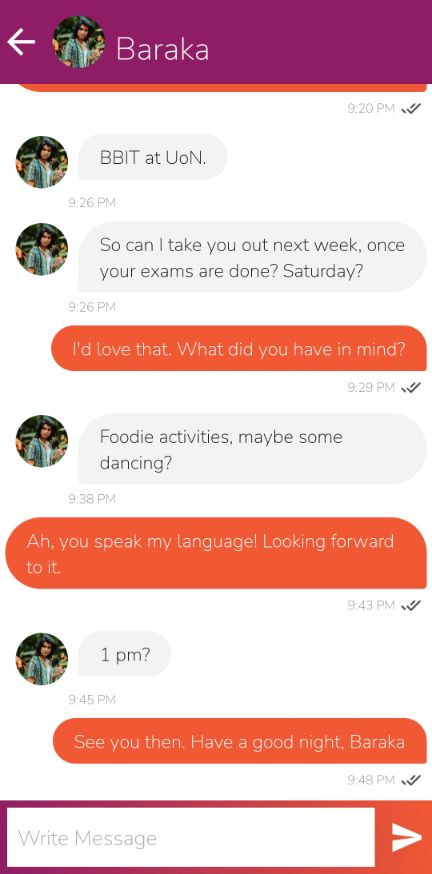 Baraka
9:20 PM
BBIT at UoN.
9:26 PM
So can I take you out next week, once
your exams are done? Saturday?
9:26 PM
I'd love that. What did you have in mind?
9:29 PM
Foodie activities, maybe some
dancing?
9:38 PM
Ah, you speak my language! Looking forward
to it.
9:43 PM
1 pm?
9:45 PM
See you then. Have a good night, Baraka
9:48 PM
Write Message